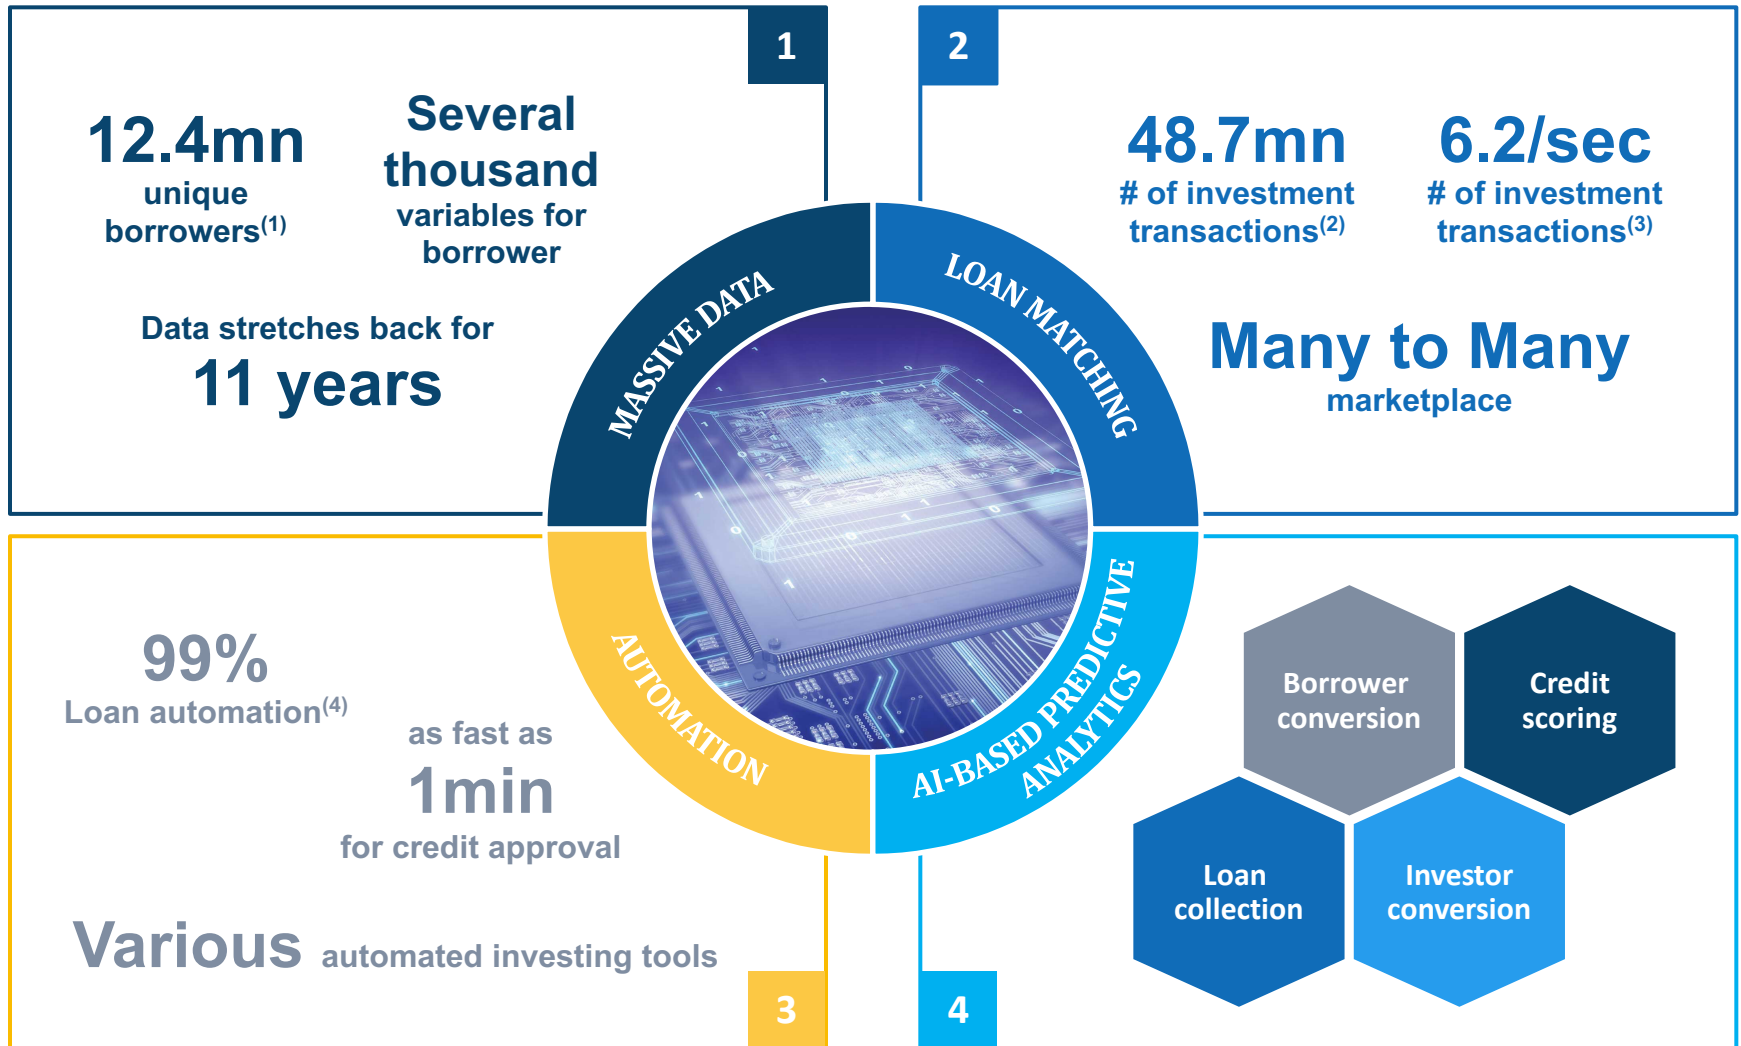 1
12.4mn
unique
borrowers(1)
Several
thousand
variables for
borrower
Data stretches back for
11 years
MASSIVE DATA
2
48.7mn
# of investment
transactions(2)
6.2/sec
# of investment
transactions(3)
Many to Many
marketplace
LOAN MATCHING
99%
Loan automation(4)
as fast as
1min
for credit approval
Various automated investing tools
AUTOMATION
3
AI-BASED PREDICTIVE
ANALYTICS
Borrower
conversion
Credit
scoring
Loan
collection
Investor
conversion
4